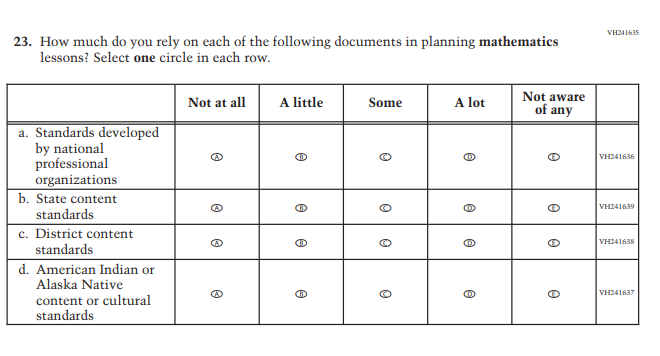 VH241635
23. How much do you rely on each of the following documents in planning mathematics
lessons? Select one circle in each row.
Not at all A little Some A lot Not aware
of any
a. Standards developed
by national
professional
organizations
A B C D E VH241636
b. State content
standards
A B C D E VH241639
c. District content
standards
A B C D E VH241638
d. American Indian or
Alaska Native
content or cultural
standards
A B C D E VH241637